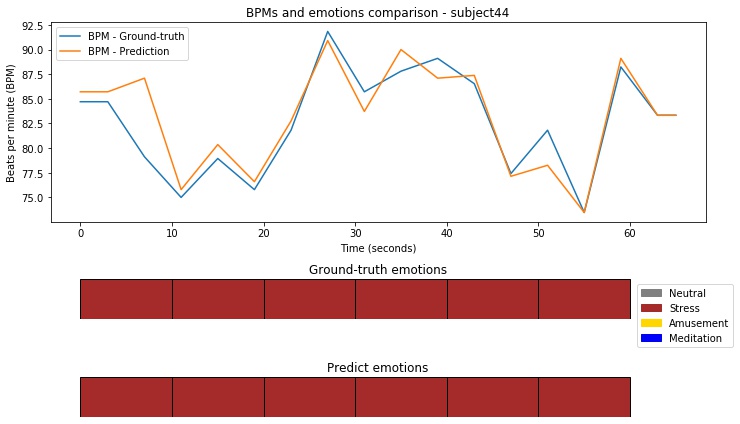 BPMs and emotions comparison - subject44
BPM - Ground-truth
BPM - Prediction
Beats per minute (BPM)
92.5
90.0
87.5
85.0
82.5
80.0
77.5
75.0
0 10 20 30 40 50 60
Time (seconds)
Ground-truth emotions
Neutral
Stress
Amusement
Meditation
Predict emotions